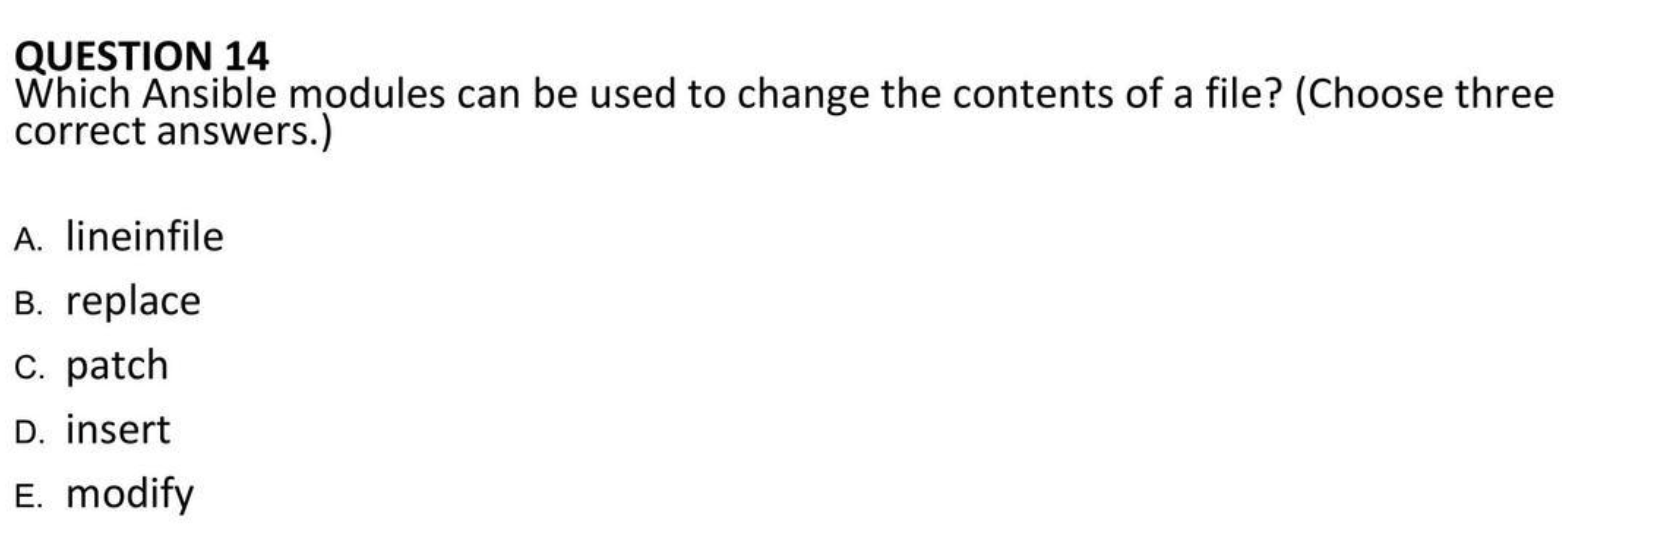 QUESTION 14
Which Ansible modules can be used to change the contents of a file? (Choose three
correct answers.)
A. lineinfile
B. replace
C. patch
D. insert
E. modify